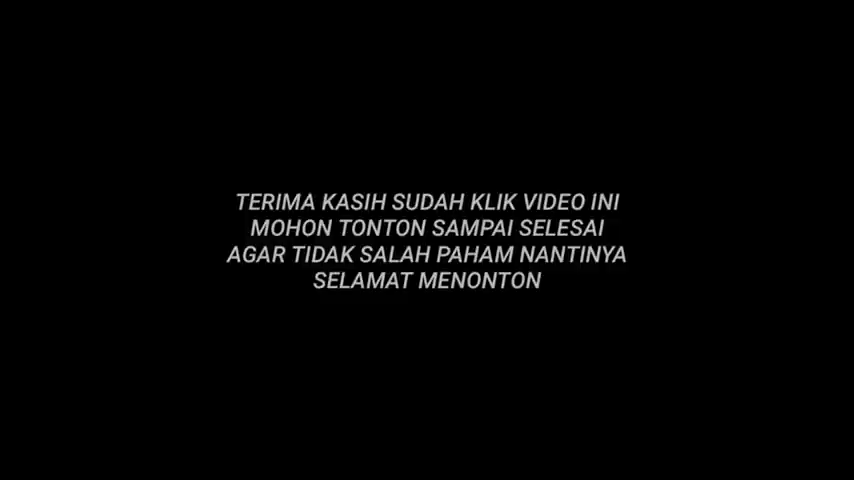 TERIMA KASIH SUDAH KLIK VIDEO INI
MOHON TONTON SAMPAI SELESAI
AGAR TIDAK SALAH PAHAM NANTINYA
SELAMAT MENONTON